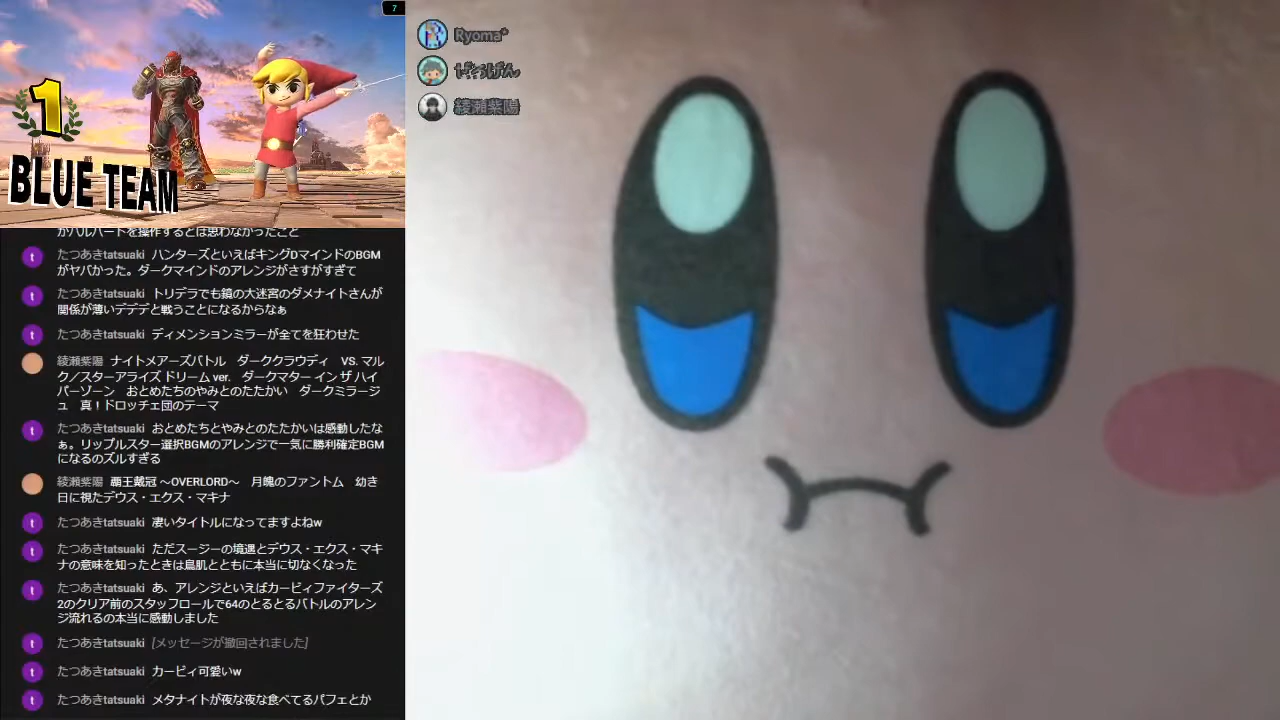 7
1
BLUE TEAM
Ryoma*
ぜざうげん
綾瀬紫陽
がハルバードを操作するとは思わなかったこと
たつあきtatsuaki ハンターズといえばキングDマインドのBGM
がヤバかった。ダークマインドのアレンジがさすがすぎて
たつあきtatsuaki トリデラでも鏡の大迷宮のダメナイトさんが
関係が薄いデデデと戦うことになるからなぁ
たつあきtatsuaki ディメンションミラーが全てを狂わせた
綾瀬紫陽 ナイトメアーズバトル ダーククラウディ VS. マル
ク／スターアライズ ドリーム ver. ダークマター イン ザ ハイ
パーゾーン おとめたちのやみとのたたかい ダークミラージ
ュ 真！ドロッチェ団のテーマ
たつあきtatsuaki おとめたちとやみとのたたかいは感動したな
ぁ。リップルスター選択BGMのアレンジで一気に勝利確定BGM
になるのズルすぎる
綾瀬紫陽 覇王戴冠 〜OVERLORD〜 月魄のファントム 幼き
日に視たデウス・エクス・マキナ
たつあきtatsuaki 凄いタイトルになってますよねw
たつあきtatsuaki ただスージーの境遇とデウス・エクス・マキ
ナの意味を知ったときは鳥肌とともに本当に切なくなった
たつあきtatsuaki あ、アレンジといえばカービィファイターズ
2のクリア前のスタッフロールで64のとるとるバトルのアレン
ジ流れるの本当に感動しました
たつあきtatsuaki [メッセージが撤回されました]
たつあきtatsuaki カービィ可愛いw
たつあきtatsuaki メタナイトが夜な夜な食べてるパフェとか
t
t
t
t
t
t
t
t
t
t